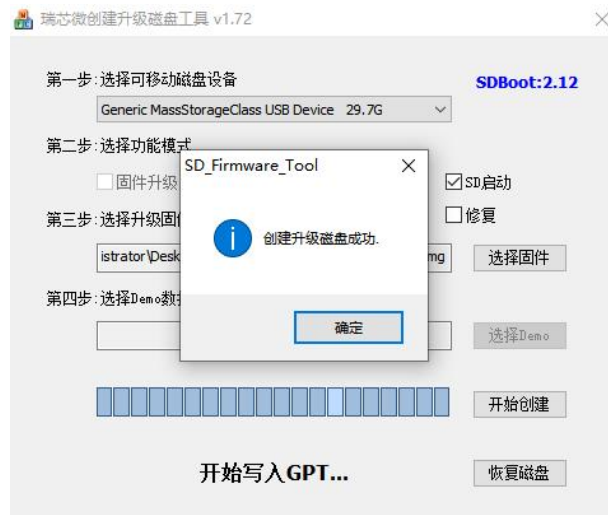 瑞芯微创建升级磁盘工具 v1.72
第一步:选择可移动磁盘设备
SDBoot:2.12
Generic MassStorageClass USB Device 29.7G
第二步:选择功能模式
SD_Firmware_Tool
固件升级
SD启动
第三步:选择升级固
修复
创建升级磁盘成功.
istrator\Desk
mg
选择固件
第四步:选择Demo数
确定
选择Demo
开始创建
开始写入GPT...
恢复磁盘